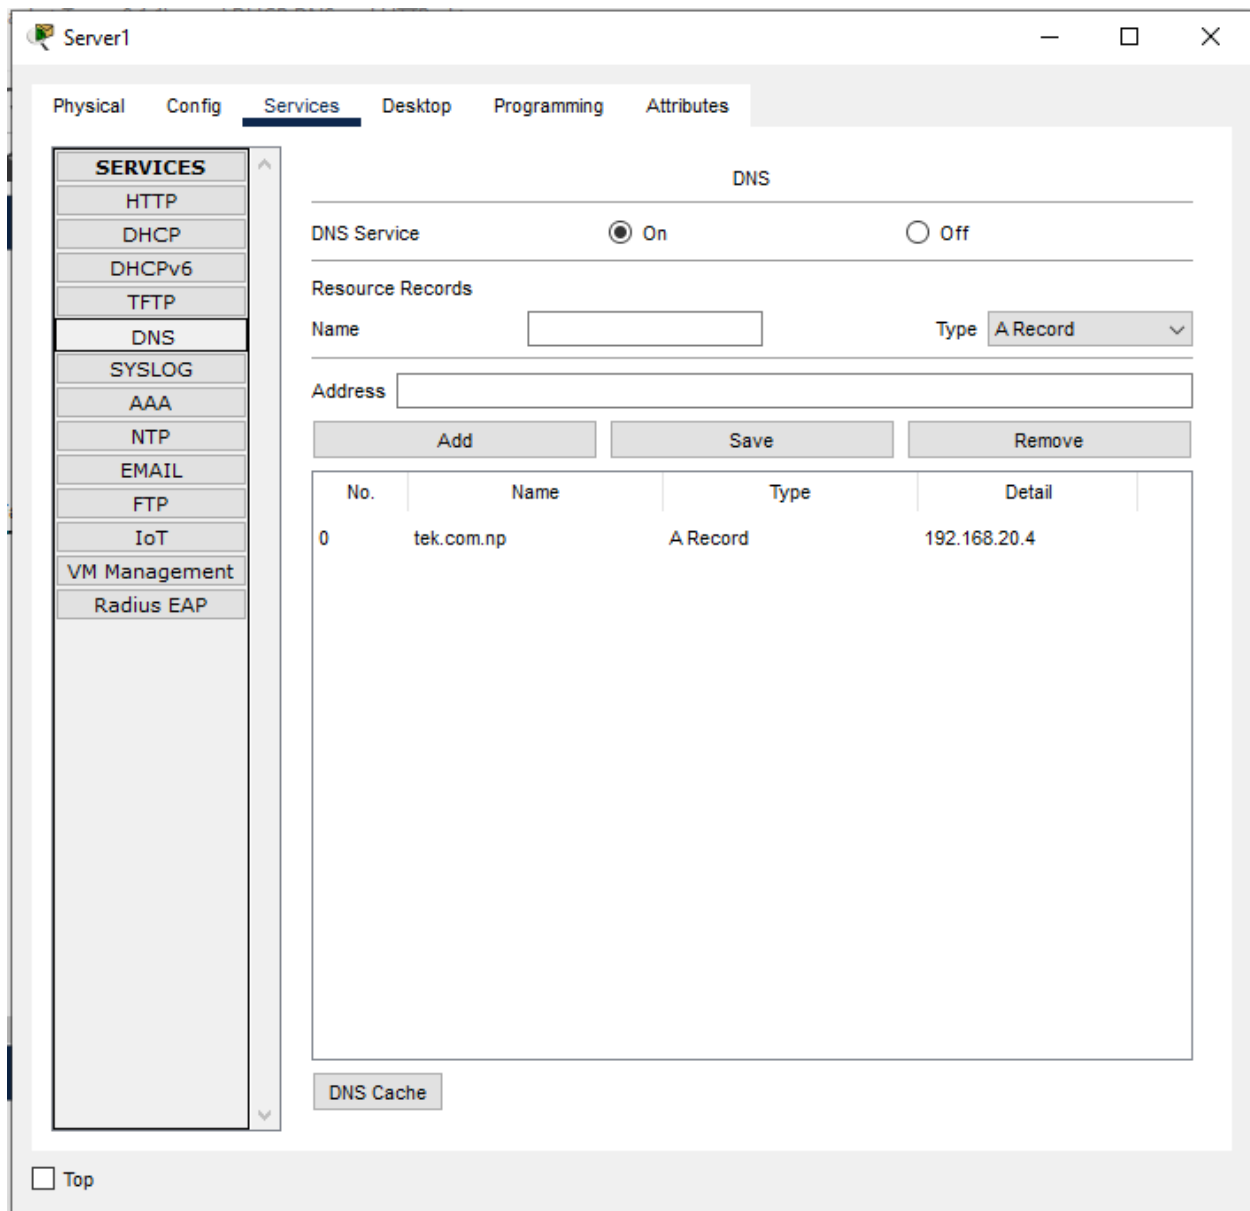 Server1
Physical Config Services Desktop Programming Attributes
SERVICES
HTTP
DHCP
DHCPv6
TFTP
DNS
SYSLOG
AAA
NTP
EMAIL
FTP
IoT
VM Management
Radius EAP
DNS
DNS Service On Off
Resource Records
Name Type A Record
Address
Add Save Remove
No. Name Type Detail
0 tek.com.np A Record 192.168.20.4
DNS Cache
Top